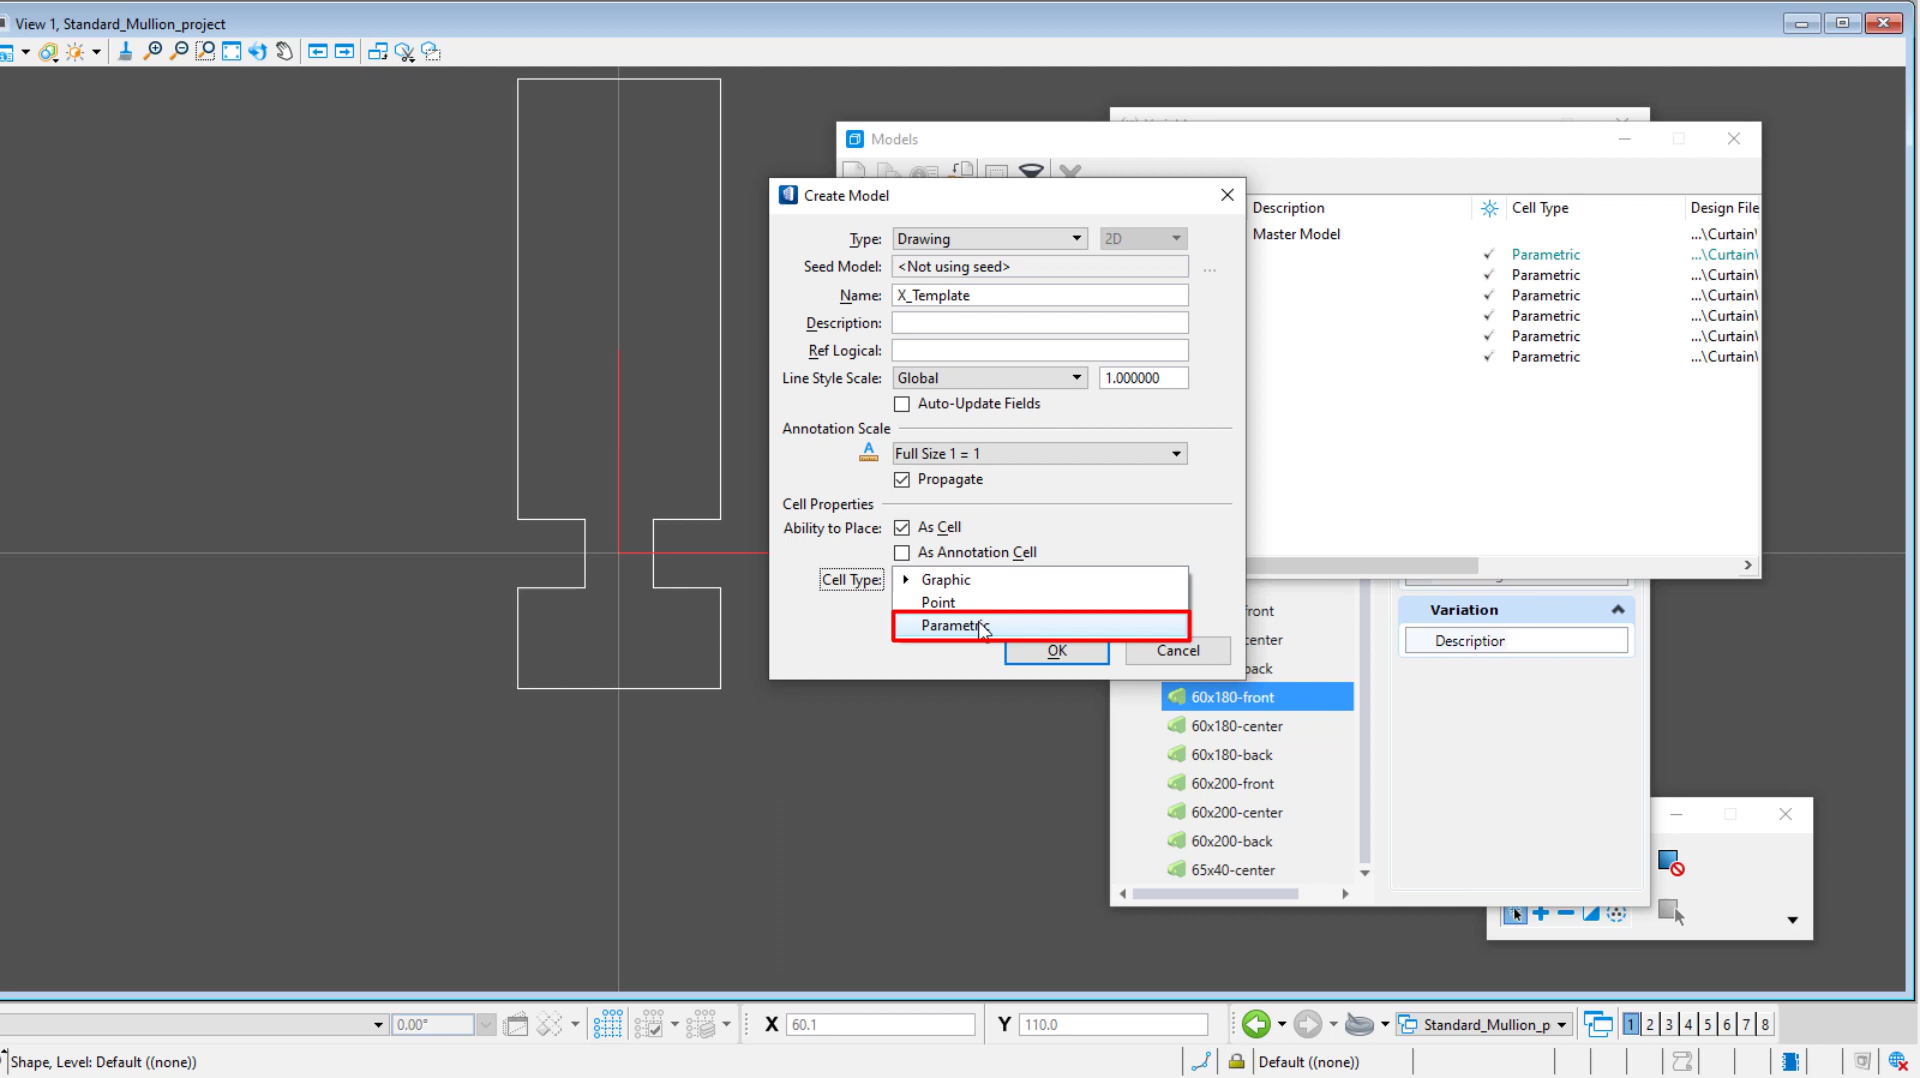 View 1, Standard_Mullion_project
Models
Create Model
Type: Drawing 2D
Seed Model: <Not using seed> ...
Name: X_Template
Description:
Ref Logical:
Line Style Scale: Global 1.000000
Auto-Update Fields
Annotation Scale
Full Size 1 = 1
Propagate
Cell Properties
Ability to Place: As Cell
As Annotation Cell
Cell Type: Graphic
Point
Parametric
OK Cancel
Description Cell Type Design File
Master Model ...\Curtain\
Parametric ...\Curtain\
Parametric ...\Curtain\
Parametric ...\Curtain\
Parametric ...\Curtain\
Parametric ...\Curtain\
Parametric ...\Curtain\
ront
center
back
60x180-front
60x180-center
60x180-back
60x200-front
60x200-center
60x200-back
65x40-center
Variation
Description
0.00° X 60.1 Y 110.0 Standard_Mullion_p 1 2 3 4 5 6 7 8
Shape, Level: Default ((none)) Default ((none))